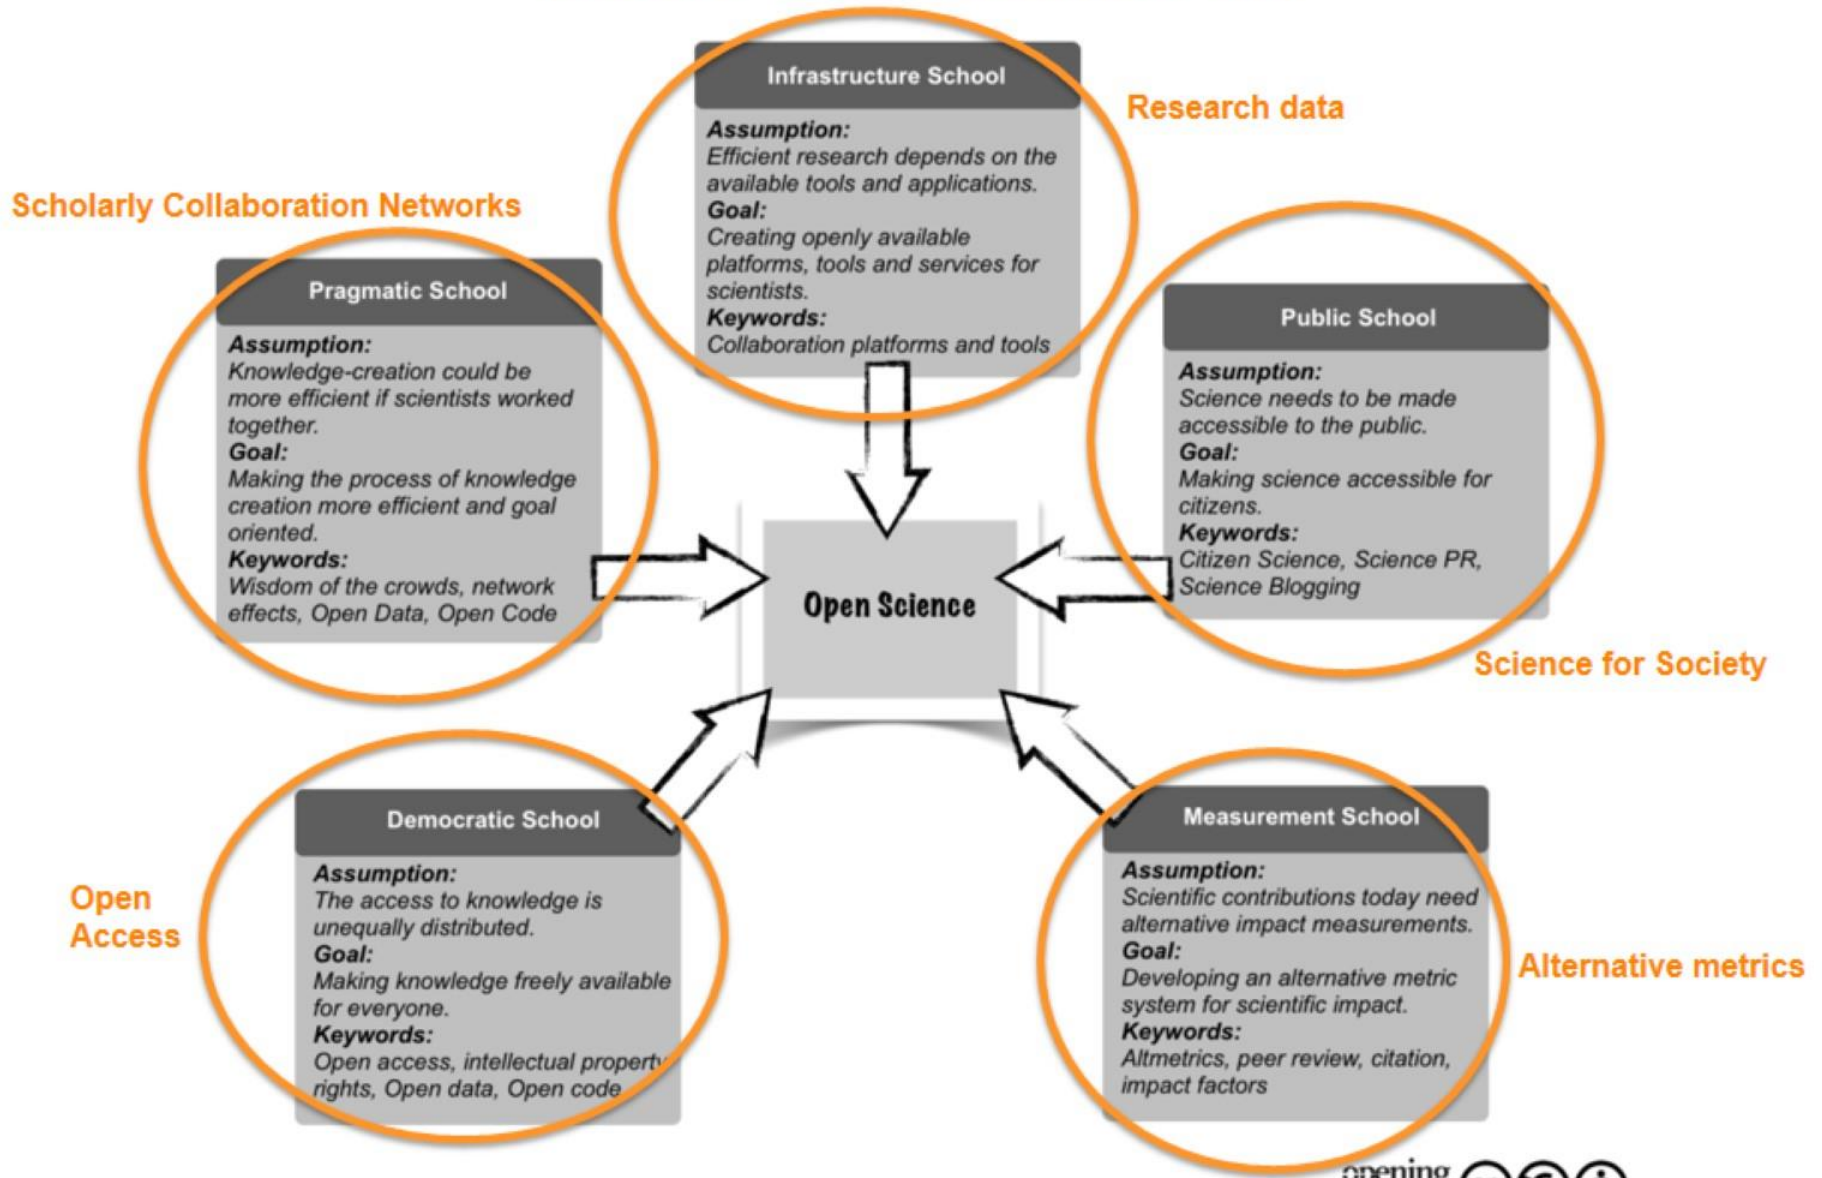 Infrastructure School
Assumption:
Efficient research depends on the
available tools and applications.
Goal:
Creating openly available
platforms, tools and services for
scientists.
Keywords:
Collaboration platforms and tools
Research data
Scholarly Collaboration Networks
Pragmatic School
Assumption:
Knowledge-creation could be
more efficient if scientists worked
together.
Goal:
Making the process of knowledge
creation more efficient and goal
oriented.
Keywords:
Wisdom of the crowds, network
effects, Open Data, Open Code
Public School
Assumption:
Science needs to be made
accessible to the public.
Goal:
Making science accessible for
citizens.
Keywords:
Citizen Science, Science PR,
Science Blogging
Science for Society
Open Science
Democratic School
Assumption:
The access to knowledge is
unequally distributed.
Goal:
Making knowledge freely available
for everyone.
Keywords:
Open access, intellectual property
rights, Open data, Open code
Open
Access
Measurement School
Assumption:
Scientific contributions today need
alternative impact measurements.
Goal:
Developing an alternative metric
system for scientific impact.
Keywords:
Altmetrics, peer review, citation,
impact factors
Alternative metrics
opening